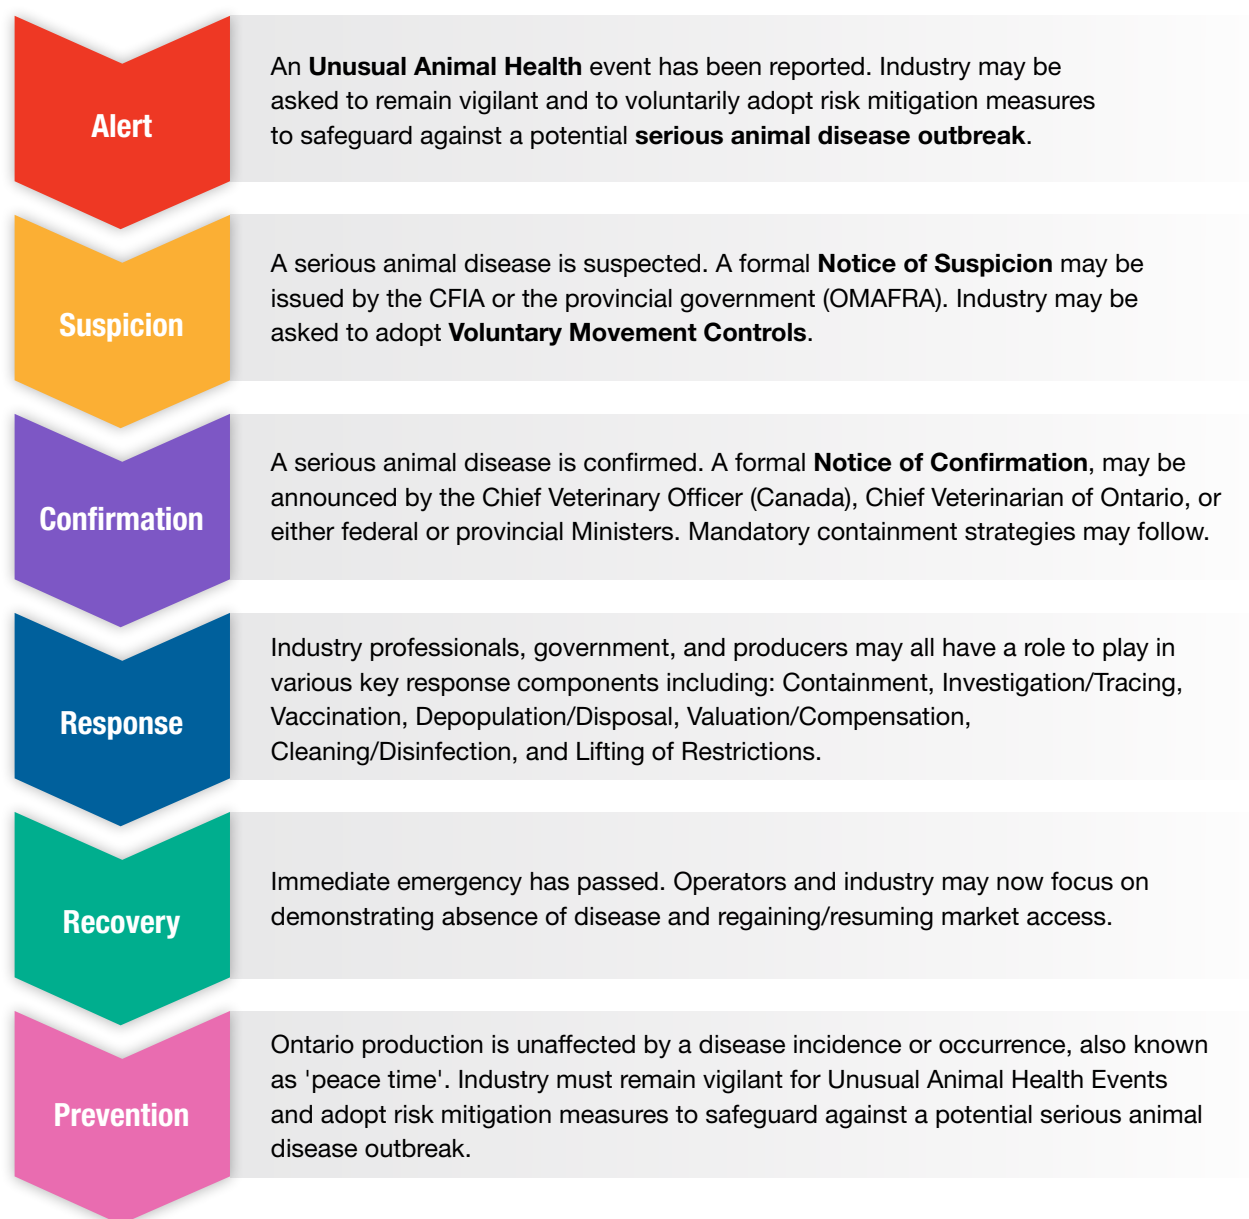 Alert
An Unusual Animal Health event has been reported. Industry may be
asked to remain vigilant and to voluntarily adopt risk mitigation measures
to safeguard against a potential serious animal disease outbreak.
Suspicion
A serious animal disease is suspected. A formal Notice of Suspicion may be
issued by the CFIA or the provincial government (OMAFRA). Industry may be
asked to adopt Voluntary Movement Controls.
Confirmation
A serious animal disease is confirmed. A formal Notice of Confirmation, may be
announced by the Chief Veterinary Officer (Canada), Chief Veterinarian of Ontario, or
either federal or provincial Ministers. Mandatory containment strategies may follow.
Response
Industry professionals, government, and producers may all have a role to play in
various key response components including: Containment, Investigation/Tracing,
Vaccination, Depopulation/Disposal, Valuation/Compensation,
Cleaning/Disinfection, and Lifting of Restrictions.
Recovery
Immediate emergency has passed. Operators and industry may now focus on
demonstrating absence of disease and regaining/resuming market access.
Prevention
Ontario production is unaffected by a disease incidence or occurrence, also known
as 'peace time'. Industry must remain vigilant for Unusual Animal Health Events
and adopt risk mitigation measures to safeguard against a potential serious animal
disease outbreak.